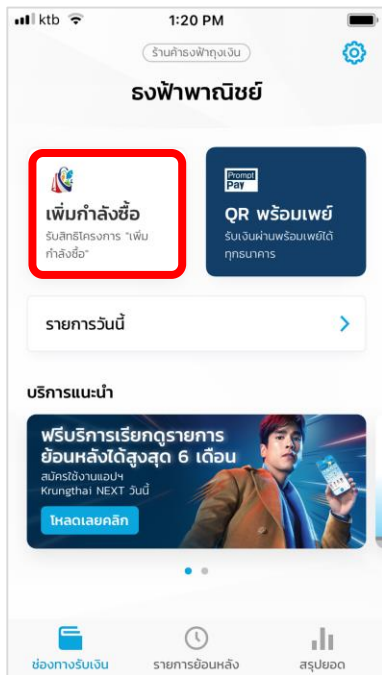 ktb
1:20 PM
ร้านค้าธงฟ้าถุงเงิน
ธงฟ้าพาณิชย์
เพิ่มกำลังซื้อ
รับสิทธิโครงการ "เพิ่ม
กำลังซื้อ"
Prompt
Pay
QR พร้อมเพย์
รับเงินผ่านพร้อมเพย์ได้
ทุกธนาคาร
รายการวันนี้
บริการแนะนำ
ฟรีบริการเรียกดูรายการ
ย้อนหลังได้สูงสุด 6 เดือน
สมัครใช้งานแอปฯ
Krungthai NEXT วันนี้
โหลดเลยคลิก
ช่องทางรับเงิน
รายการย้อนหลัง
สรุปยอด